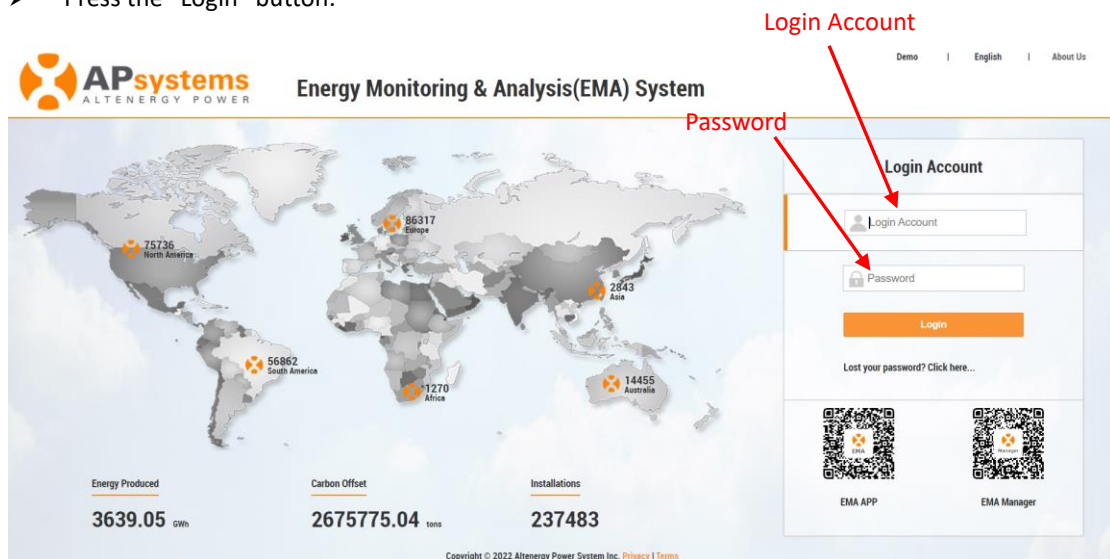 ➢ Press the "Login" button.
Login Account
Demo | English | About Us
APsystems
ALTENERGY POWER
Energy Monitoring & Analysis(EMA) System
Password
Login Account
Login Account
Password
Login
Lost your password? Click here...
EMA
Manager
EMA APP
EMA Manager
75736
North America
86317
Europe
2843
Asia
56862
South America
1270
Africa
14455
Australia
Energy Produced
3639.05 GWh
Carbon Offset
2675775.04 tons
Installations
237483
Copyright © 2022 Altenergy Power System Inc. Privacy | Terms